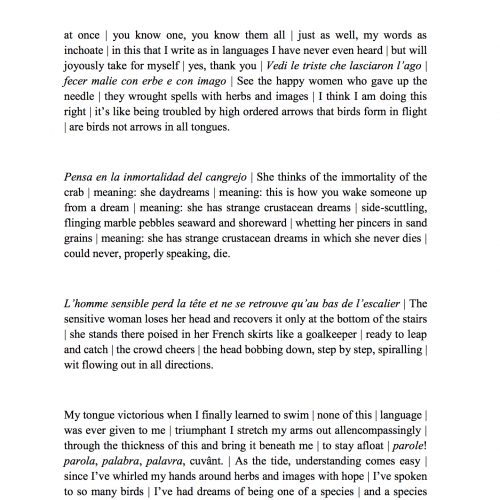 at once | you know one, you know them all | just as well, my words as
inchoate | in this that I write as in languages I have never even heard | but will
joyously take for myself | yes, thank you | Vedi le triste che lasciaron l’ago |
fecer malie con erbe e con imago | See the happy women who gave up the
needle | they wrought spells with herbs and images | I think I am doing this
right | it’s like being troubled by high ordered arrows that birds form in flight
| are birds not arrows in all tongues.
Pensa en la inmortalidad del cangrejo | She thinks of the immortality of the
crab | meaning: she daydreams | meaning: this is how you wake someone up
from a dream | meaning: she has strange crustacean dreams | side-scuttling,
flinging marble pebbles seaward and shoreward | whetting her pincers in sand
grains | meaning: she has strange crustacean dreams in which she never dies |
could never, properly speaking, die.
L’homme sensible perd la tête et ne se retrouve qu’au bas de l’escalier | The
sensitive woman loses her head and recovers it only at the bottom of the stairs
| she stands there poised in her French skirts like a goalkeeper | ready to leap
and catch | the crowd cheers | the head bobbing down, step by step, spiralling |
wit flowing out in all directions.
My tongue victorious when I finally learned to swim | none of this | language |
was ever given to me | triumphant I stretch my arms out allencompassingly |
through the thickness of this and bring it beneath me | to stay afloat | parole!
parola, palabra, palavra, cuvânt. | As the tide, understanding comes easy |
since I’ve whirled my hands around herbs and images with hope | I’ve spoken
to so many birds | I’ve had dreams of being one of a species | and a species